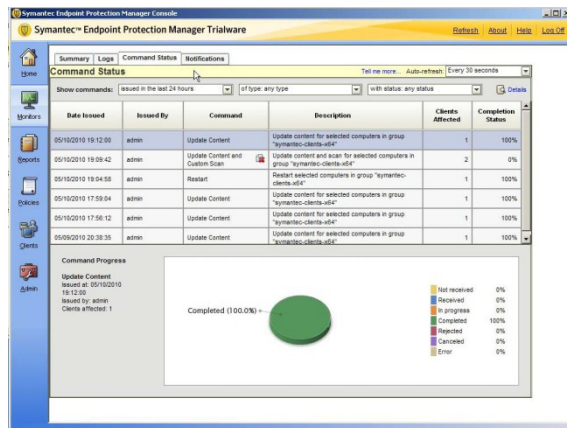 Symantec Endpoint Protection Manager Console
Symantec™ Endpoint Protection Manager Trialware
Refresh About Help Log Off
Home
Monitors
Reports
Policies
Clients
Admin
Summary Logs Command Status Notifications
Command Status
Tell me more... Auto-refresh: Every 30 seconds
Show commands: issued in the last 24 hours of type: any type with status: any status Details
Date Issued Issued By Command Description Clients Affected Completion Status
05/10/2010 19:12:00 admin Update Content Update content for selected computers in group "symantec-clients-x64" 1 100%
05/10/2010 19:09:42 admin Update Content and Custom Scan Update content and scan for selected computers in group "symantec-clients-x64" 2 0%
05/10/2010 19:04:58 admin Restart Restart selected computers in group "symantec-clients-x64" 1 100%
05/10/2010 17:59:04 admin Update Content Update content for selected computers in group "symantec-clients-x64" 1 100%
05/10/2010 17:56:12 admin Update Content Update content for selected computers in group "symantec-clients-x64" 1 100%
05/09/2010 20:38:35 admin Update Content Update content for selected computers in group "symantec-clients-x64" 1 100%
Command Progress
Update Content
Issued at: 05/10/2010
19:12:00
Issued by: admin
Clients affected: 1
Completed (100.0%)
Not received 0%
Received 0%
In progress 0%
Completed 100%
Rejected 0%
Canceled 0%
Error 0%